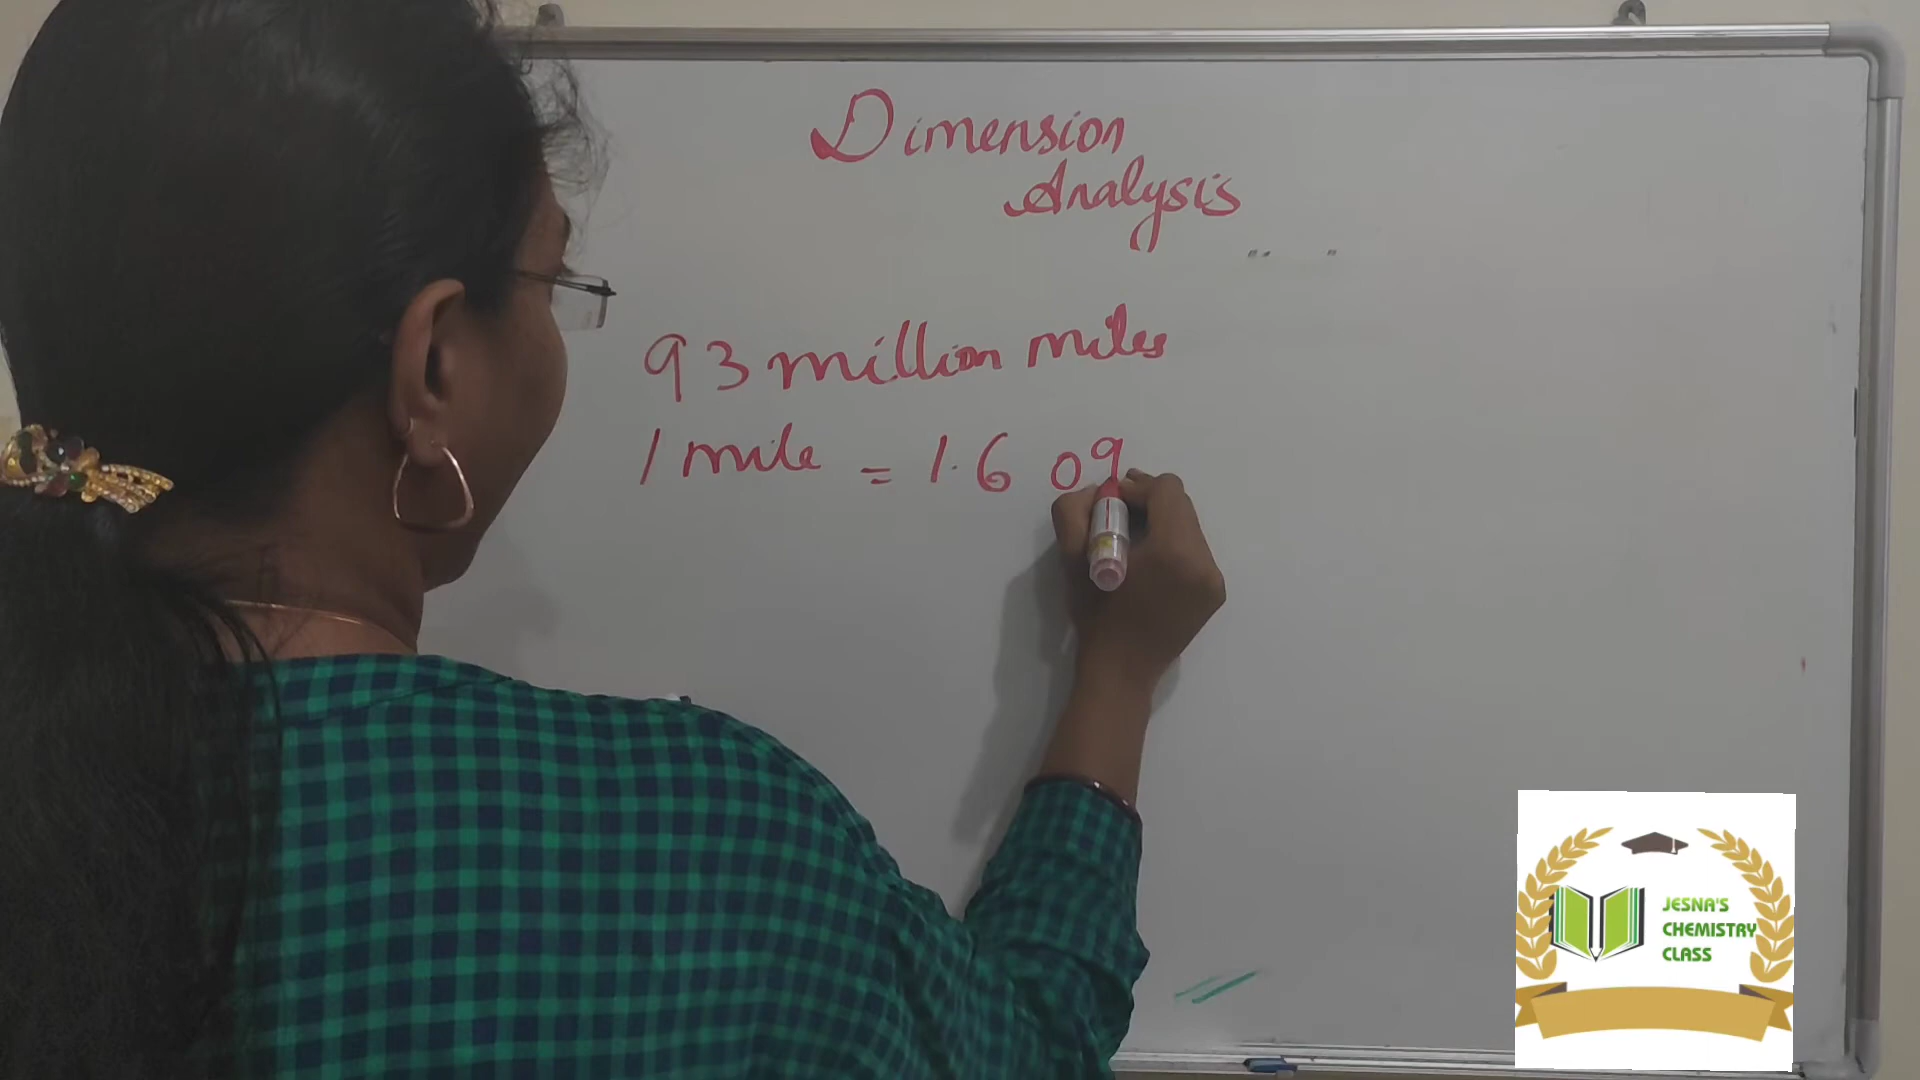 Dimension
Analysis
93 million miles
1 mile = 1.609
JESNA'S
CHEMISTRY
CLASS